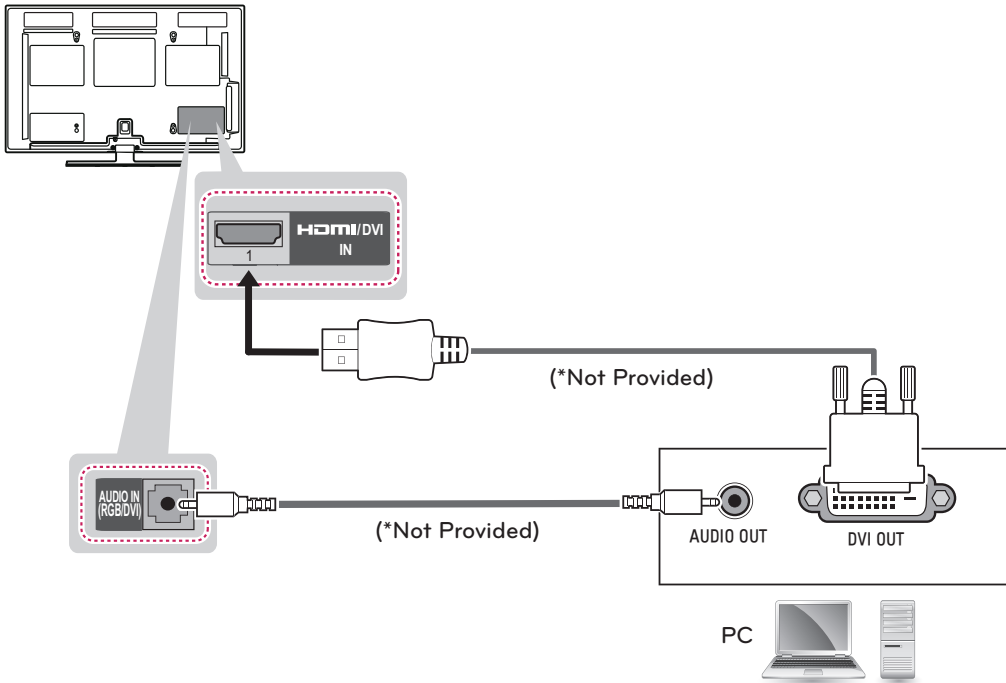 HDMI/DVI
IN
1
(*Not Provided)
AUDIO IN
(RGB/DVI)
(*Not Provided)
AUDIO OUT
DVI OUT
PC